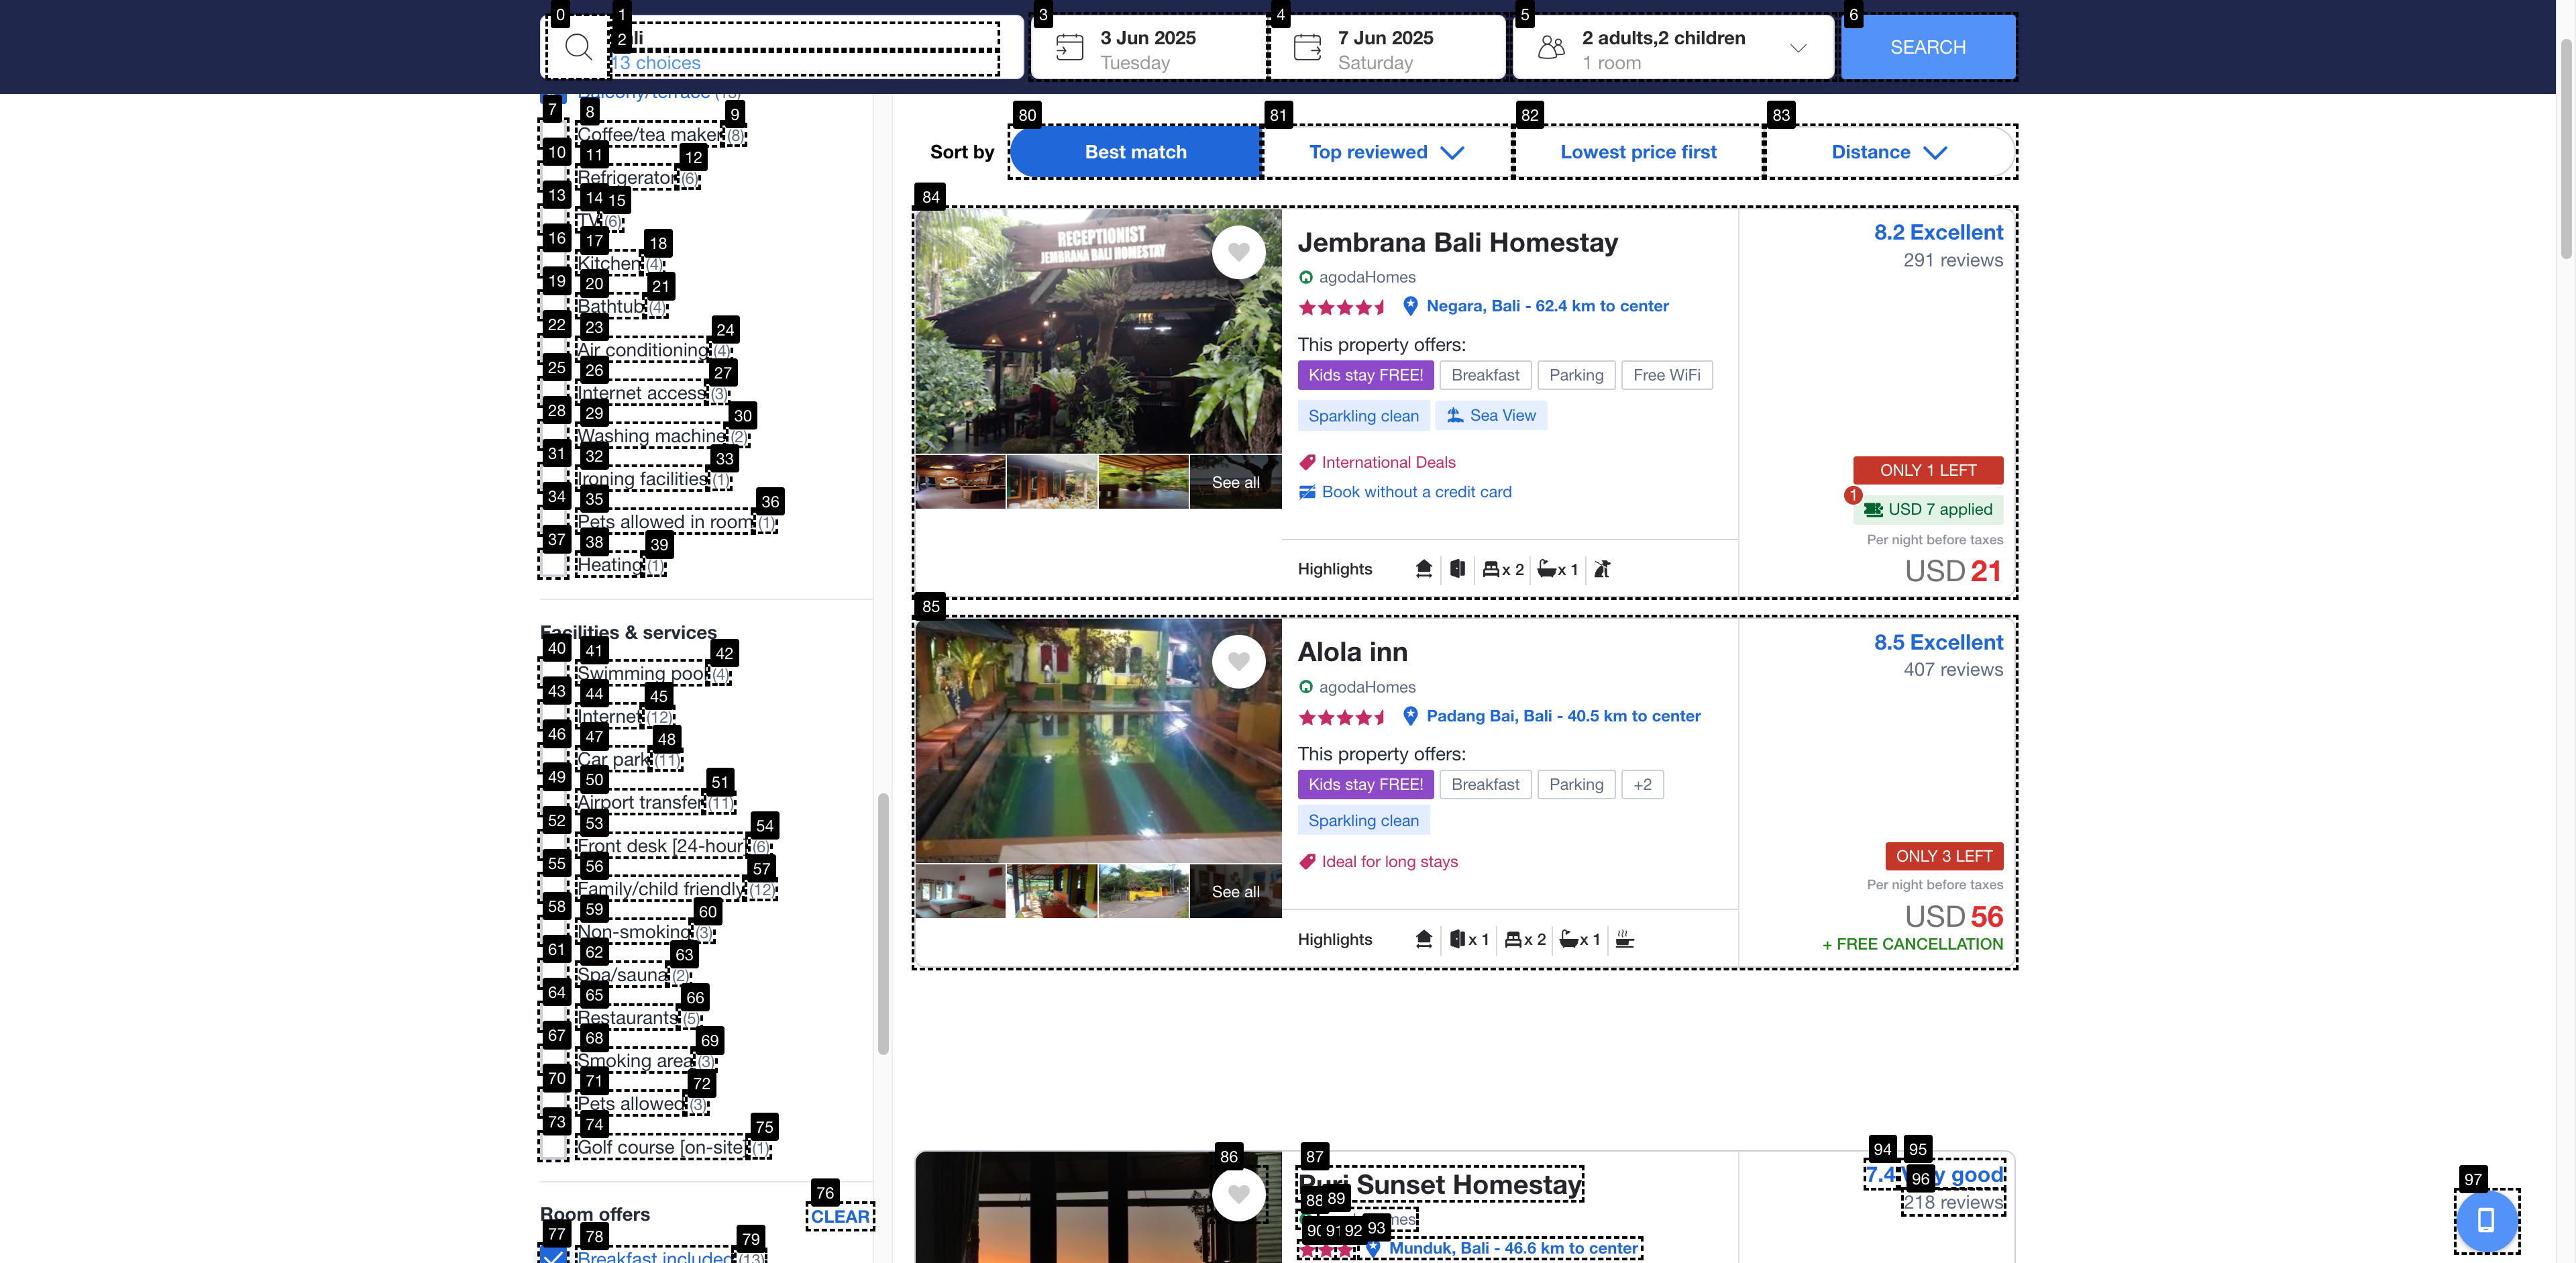 0
1
2
ali
13 choices
3
3 Jun 2025
Tuesday
4
7 Jun 2025
Saturday
5
2 adults,2 children
1 room
6
SEARCH
Balcony/terrace (13)
7 8 9
Coffee/tea maker (8)
10 11 12
Refrigerator (6)
13 14 15
TV (6)
16 17 18
Kitchen (4)
19 20 21
Bathtub (4)
22 23 24
Air conditioning (4)
25 26 27
Internet access (3)
28 29 30
Washing machine (2)
31 32 33
Ironing facilities (1)
34 35 36
Pets allowed in room (1)
37 38 39
Heating (1)
Facilities & services
40 41 42
Swimming pool (4)
43 44 45
Internet (12)
46 47 48
Car park (11)
49 50 51
Airport transfer (11)
52 53 54
Front desk [24-hour] (6)
55 56 57
Family/child friendly (12)
58 59 60
Non-smoking (3)
61 62 63
Spa/sauna (2)
64 65 66
Restaurants (5)
67 68 69
Smoking area (3)
70 71 72
Pets allowed (3)
73 74 75
Golf course [on-site] (1)
76
Room offers CLEAR
77 78 79
Breakfast included (13)
80 81 82 83
Sort by Best match Top reviewed Lowest price first Distance
84
RECEPTIONIST
JEMBRANA BALI HOMESTAY
See all
Jembrana Bali Homestay
agodaHomes
Negara, Bali - 62.4 km to center
This property offers:
Kids stay FREE! Breakfast Parking Free WiFi
Sparkling clean Sea View
International Deals
Book without a credit card
Highlights x 2 x 1
8.2 Excellent
291 reviews
ONLY 1 LEFT
1
USD 7 applied
Per night before taxes
USD 21
85
See all
Alola inn
agodaHomes
Padang Bai, Bali - 40.5 km to center
This property offers:
Kids stay FREE! Breakfast Parking +2
Sparkling clean
Ideal for long stays
Highlights x 1 x 2 x 1
8.5 Excellent
407 reviews
ONLY 3 LEFT
Per night before taxes
USD 56
+ FREE CANCELLATION
86 87
Sunset Homestay
88 89
mes
90 91 92 93
Munduk, Bali - 46.6 km to center
94 95
7.4 good
96
218 reviews
97